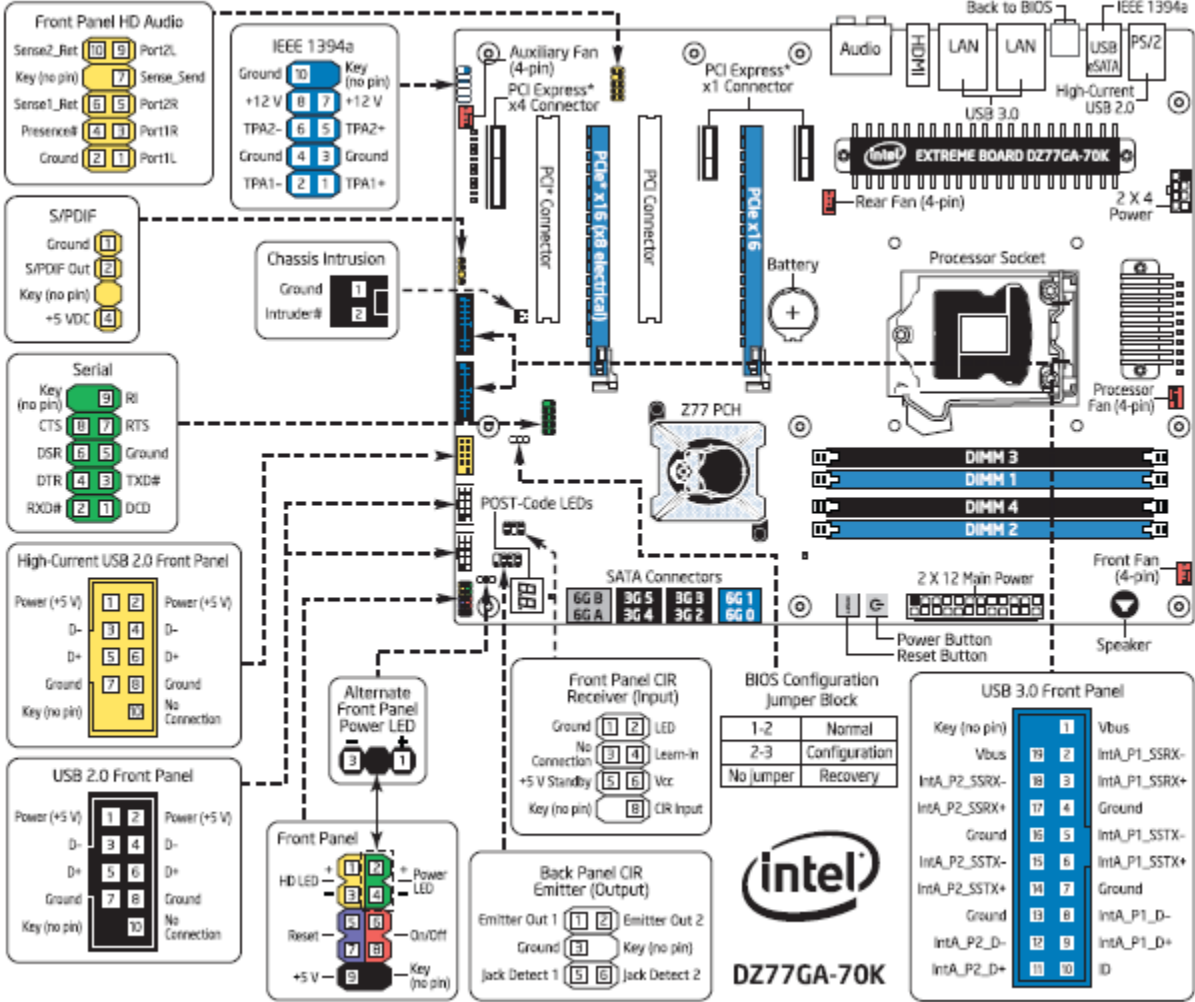 Front Panel HD Audio
Sense2_Ret 10 9 Port2L
Key (no pin) 7 Sense_Send
Sense1_Ret 6 5 Port2R
Presence# 4 3 Port1R
Ground 2 1 Port1L
IEEE 1394a
Ground 10 Key (no pin)
+12 V 8 7 +12 V
TPA2- 6 5 TPA2+
Ground 4 3 Ground
TPA1- 2 1 TPA1+
S/PDIF
Ground 1
S/PDIF Out 2
Key (no pin)
+5 VDC 4
Chassis Intrusion
Ground 1
Intruder# 2
Serial
Key (no pin) 9 RI
CTS 8 7 RTS
DSR 6 5 Ground
DTR 4 3 TXD#
RXD# 2 1 DCD
High-Current USB 2.0 Front Panel
Power (+5 V) 1 2 Power (+5 V)
D- 3 4 D-
D+ 5 6 D+
Ground 7 8 Ground
Key (no pin) 10 No Connection
USB 2.0 Front Panel
Power (+5 V) 1 2 Power (+5 V)
D- 3 4 D-
D+ 5 6 D+
Ground 7 8 Ground
Key (no pin) 10 No Connection
Auxiliary Fan
(4-pin)
PCI Express*
x4 Connector
PCI Express*
x1 Connector
PCI* Connector
PCIe* x16 (x8 electrical)
PCI Connector
PCIe x16
Back to BIOS
IEEE 1394a
Audio
HDMI
LAN
LAN
USB
eSATA
PS/2
USB 3.0
High-Current
USB 2.0
intel EXTREME BOARD DZ77GA-70K
Rear Fan (4-pin)
2 X 4
Power
Battery
Processor Socket
Processor
Fan (4-pin)
Z77 PCH
DIMM 3
DIMM 1
DIMM 4
DIMM 2
POST-Code LEDs
SATA Connectors
6G B 3G 5 3G 3 6G 1
6G A 3G 4 3G 2 6G 0
2 X 12 Main Power
Front Fan
(4-pin)
Power Button
Reset Button
Speaker
Alternate
Front Panel
Power LED
- +
3 1
Front Panel
HD LED + - 1 2 3 4 + - Power LED
Reset 5 6 7 8 On/Off
+5 V 9 Key (no pin)
Front Panel CIR
Receiver (Input)
Ground 1 2 LED
No Connection 3 4 Learn-In
+5 V Standby 5 6 Vcc
Key (no pin) 8 CIR Input
Back Panel CIR
Emitter (Output)
Emitter Out 1 1 2 Emitter Out 2
Ground 3 Key (no pin)
Jack Detect 1 5 6 Jack Detect 2
BIOS Configuration
Jumper Block
1-2 Normal
2-3 Configuration
No jumper Recovery
intel
DZ77GA-70K
USB 3.0 Front Panel
Key (no pin) 1 Vbus
Vbus 19 2 IntA_P1_SSRX-
IntA_P2_SSRX- 18 3 IntA_P1_SSRX+
IntA_P2_SSRX+ 17 4 Ground
Ground 16 5 IntA_P1_SSTX-
IntA_P2_SSTX- 15 6 IntA_P1_SSTX+
IntA_P2_SSTX+ 14 7 Ground
Ground 13 8 IntA_P1_D-
IntA_P2_D- 12 9 IntA_P1_D+
IntA_P2_D+ 11 10 ID